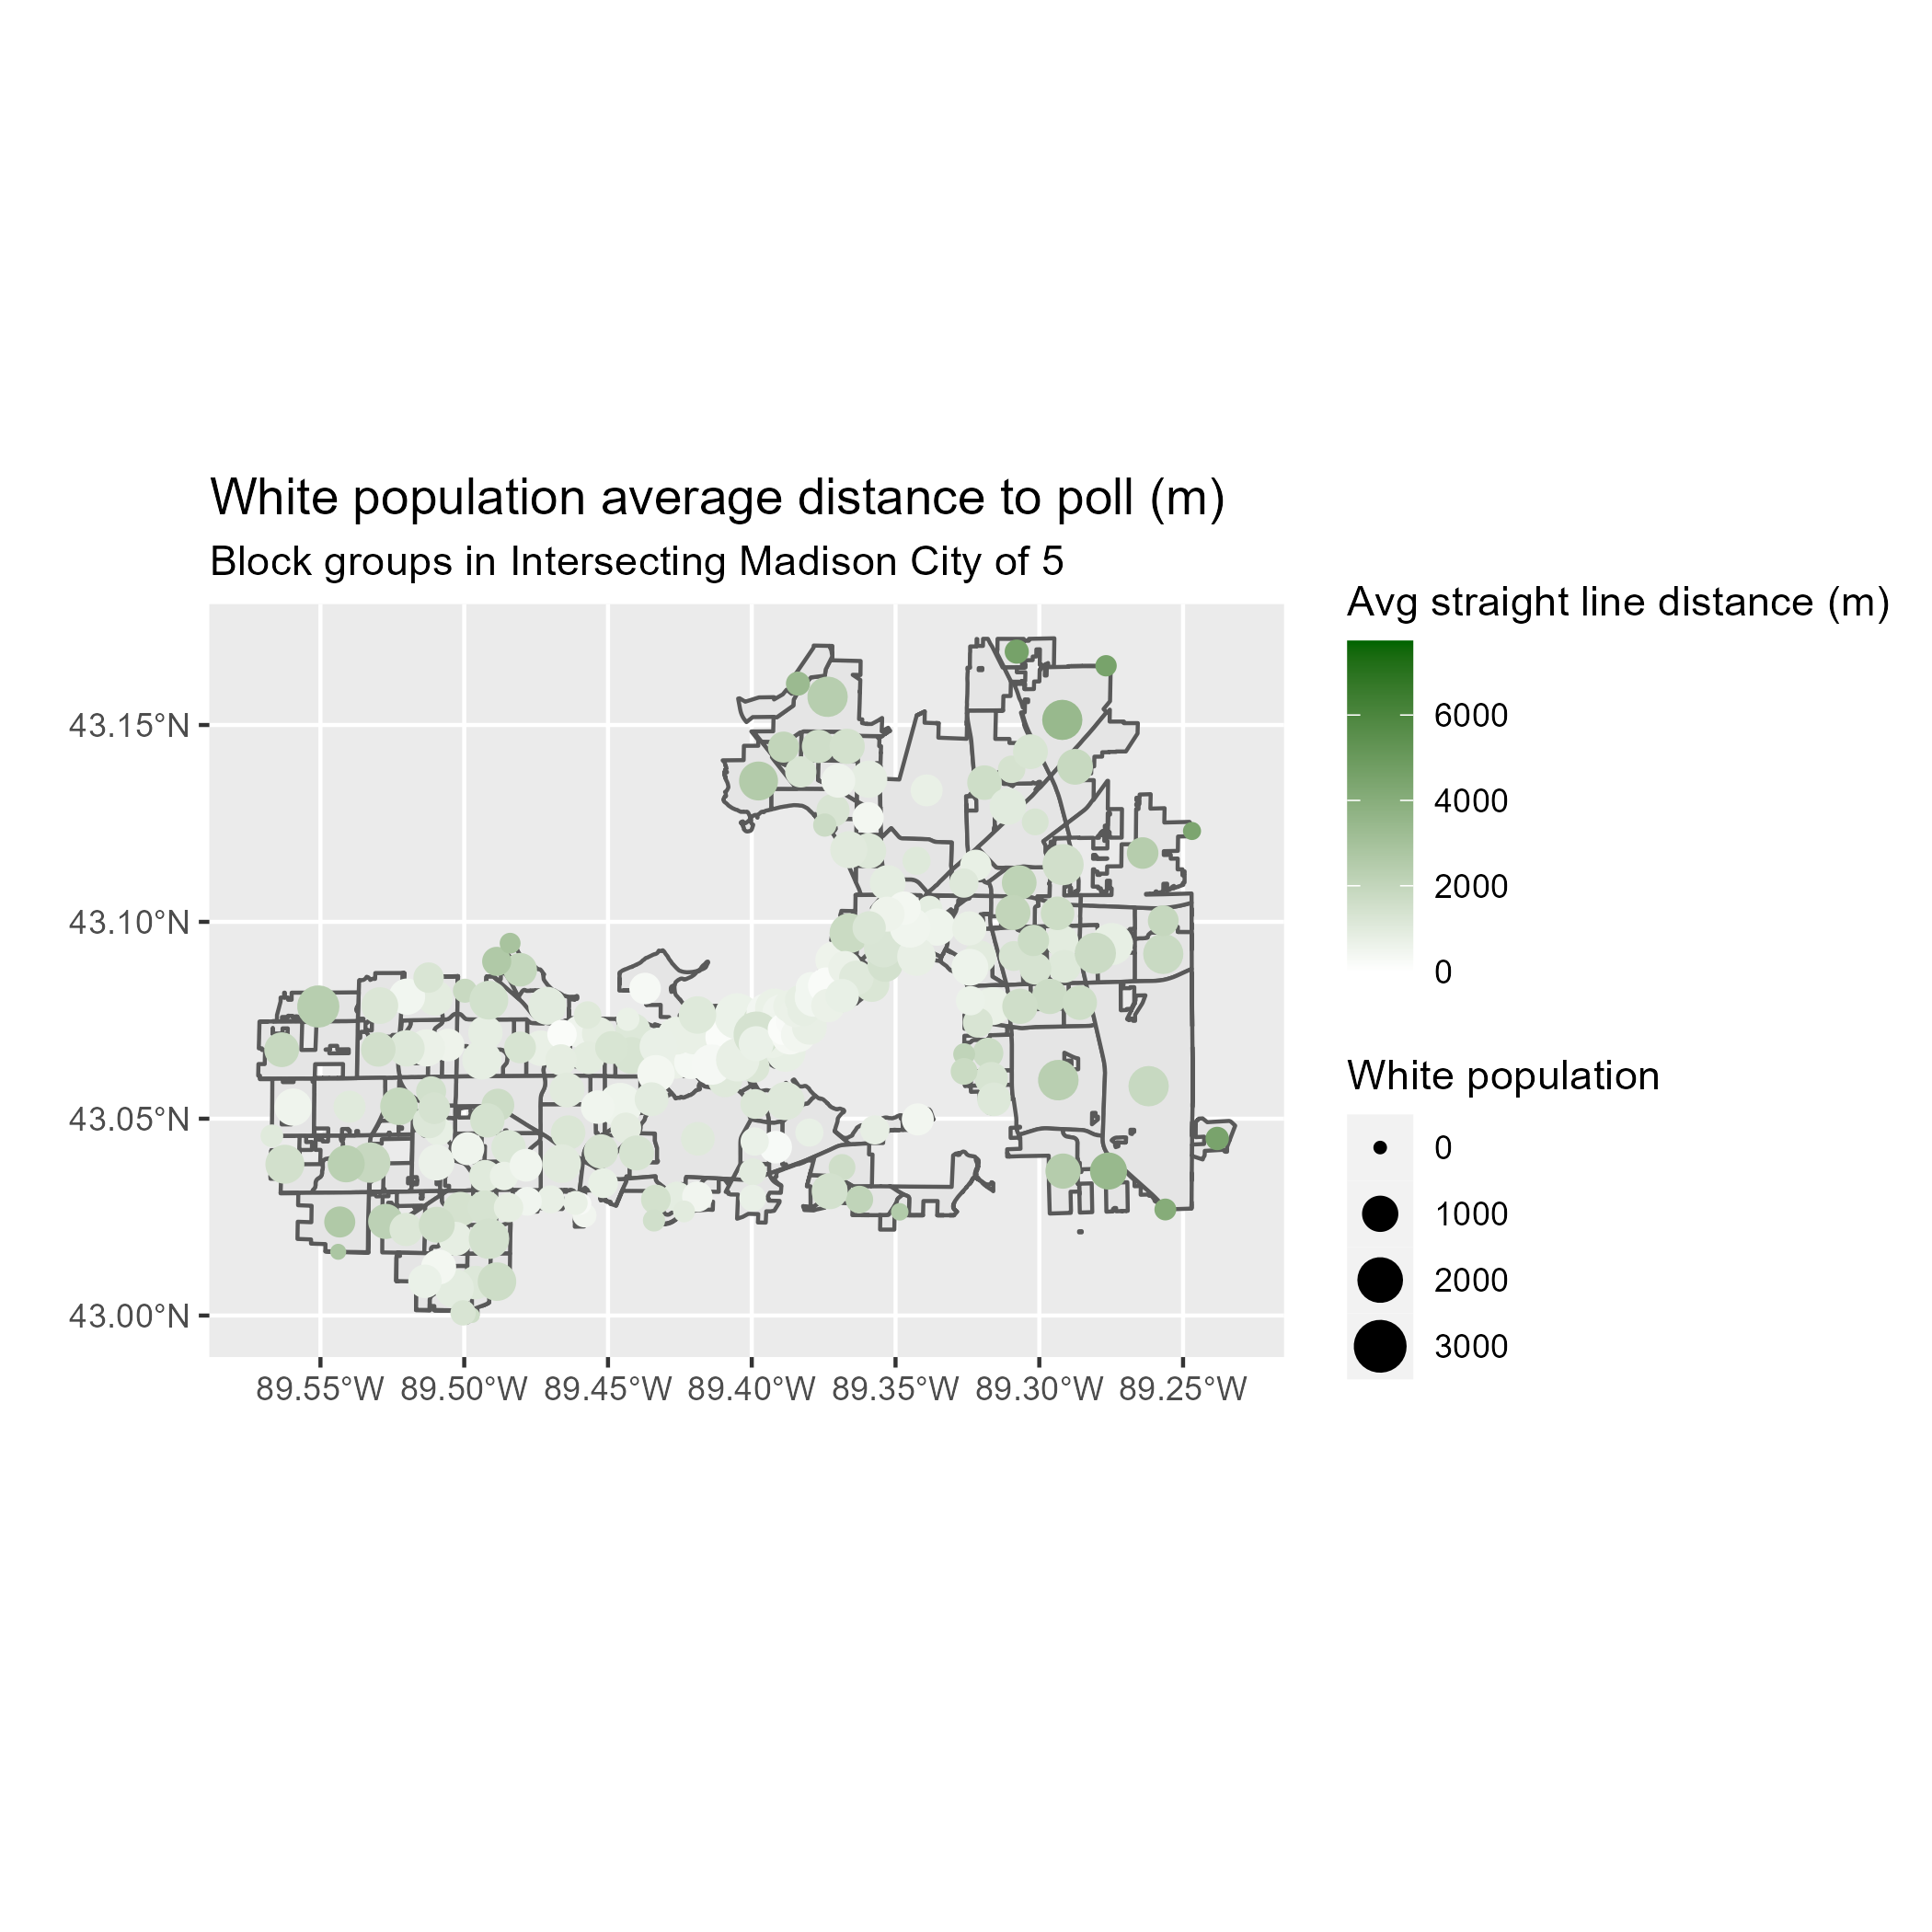 White population average distance to poll (m)
Block groups in Intersecting Madison City of 5
43.15°N
43.10°N
43.05°N
43.00°N
89.55°W 89.50°W 89.45°W 89.40°W 89.35°W 89.30°W 89.25°W
Avg straight line distance (m)
6000
4000
2000
0
White population
0
1000
2000
3000